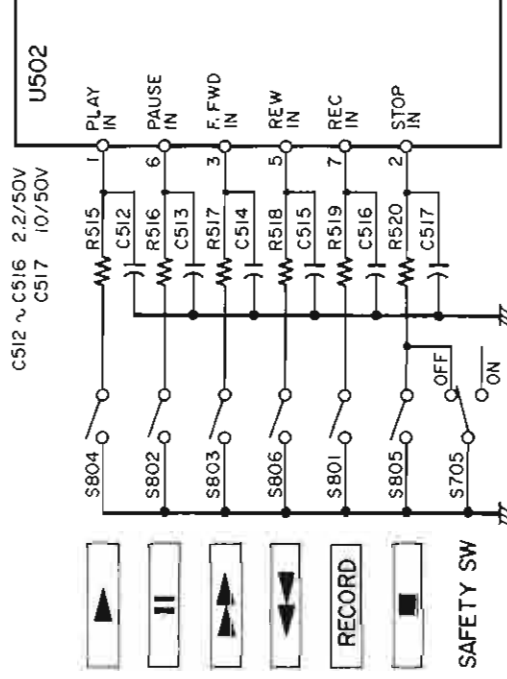 U502
C512 ~ C516 2.2/50V
C517 10/50V
S804
R515
C512
1
PLAY
IN
S802
R516
C513
6
PAUSE
IN
S803
R517
C514
3
F. FWD
IN
S806
R518
C515
5
REW
IN
RECORD
S801
R519
C516
7
REC
IN
S805
R520
C517
2
STOP
IN
SAFETY SW
S705
OFF
ON